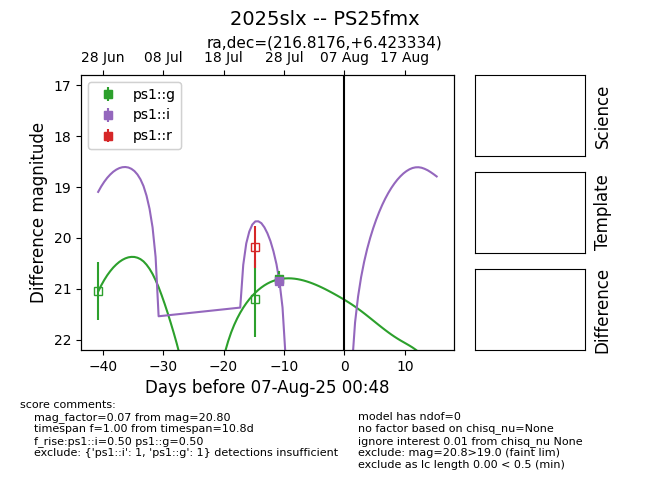 2025slx -- PS25fmx
ra,dec=(216.8176,+6.423334)
28 Jun 08 Jul 18 Jul 28 Jul 07 Aug 17 Aug
ps1::g
ps1::i
ps1::r
17
18
19
20
21
22
Difference magnitude
−40 −30 −20 −10 0 10
Days before 07-Aug-25 00:48
Science
Template
Difference
score comments:
mag_factor=0.07 from mag=20.80
timespan f=1.00 from timespan=10.8d
f_rise:ps1::i=0.50 ps1::g=0.50
exclude: {'ps1::i': 1, 'ps1::g': 1} detections insufficient
model has ndof=0
no factor based on chisq_nu=None
ignore interest 0.01 from chisq_nu None
exclude: mag=20.8>19.0 (faint lim)
exclude as lc length 0.00 < 0.5 (min)